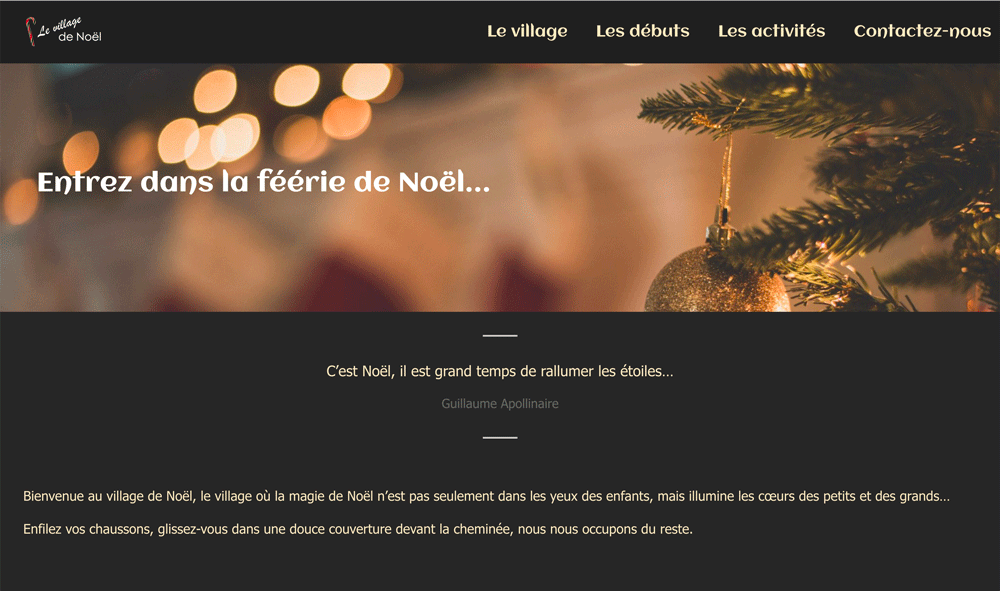 Le village
de Noël
Le village Les débuts Les activités Contactez-nous
Entrez dans la féérie de Noël...
C’est Noël, il est grand temps de rallumer les étoiles…
Guillaume Apollinaire
Bienvenue au village de Noël, le village où la magie de Noël n’est pas seulement dans les yeux des enfants, mais illumine les cœurs des petits et des grands…
Enfilez vos chaussons, glissez-vous dans une douce couverture devant la cheminée, nous nous occupons du reste.